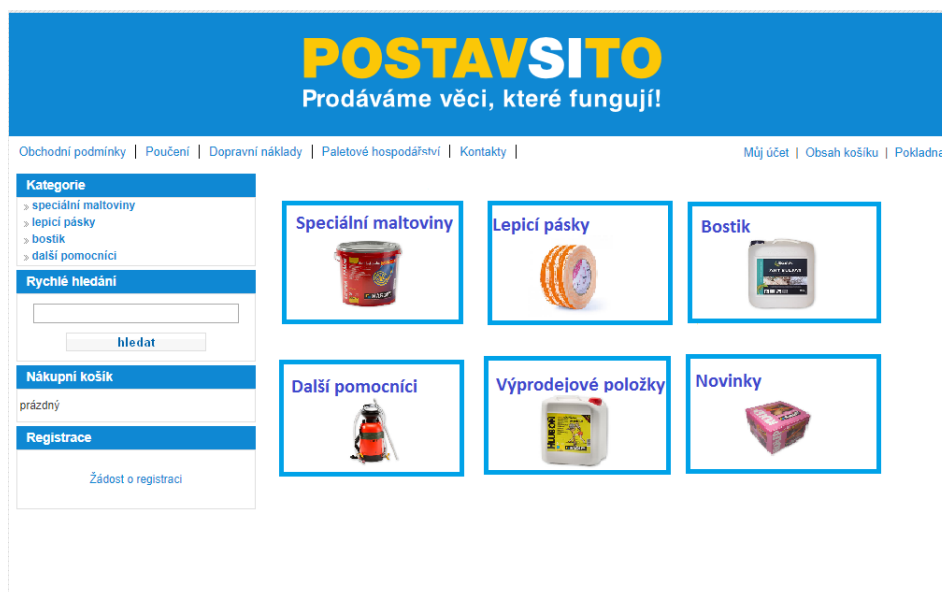 POSTAVSITO
Prodáváme věci, které fungují!
Obchodní podmínky | Poučení | Dopravní náklady | Paletové hospodářství | Kontakty |
Můj účet | Obsah košíku | Pokladna
Kategorie
» speciální maltoviny
» lepicí pásky
» bostik
» další pomocníci
Rychlé hledání
hledat
Nákupní košík
prázdný
Registrace
Žádost o registraci
Speciální maltoviny
Lepicí pásky
Bostik
Další pomocníci
Výprodejové položky
Novinky